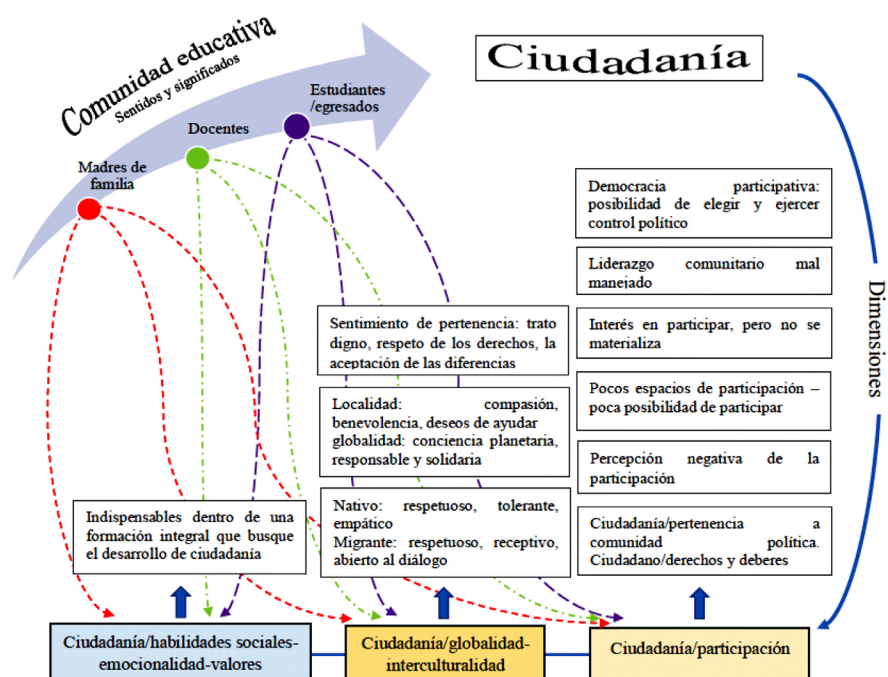 Comunidad educativa
Sentidos y significados
Ciudadanía
Estudiantes
/egresados
Docentes
Madres de
familia
Dimensiones
Democracia participativa:
posibilidad de elegir y ejercer
control político
Liderazgo comunitario mal
manejado
Interés en participar, pero no se
materializa
Pocos espacios de participación –
poca posibilidad de participar
Percepción negativa de la
participación
Ciudadanía/pertenencia a
comunidad política.
Ciudadano/derechos y deberes
Sentimiento de pertenencia: trato
digno, respeto de los derechos, la
aceptación de las diferencias
Localidad: compasión,
benevolencia, deseos de ayudar
globalidad: conciencia planetaria,
responsable y solidaria
Nativo: respetuoso, tolerante,
empático
Migrante: respetuoso, receptivo,
abierto al diálogo
Indispensables dentro de una
formación integral que busque
el desarrollo de ciudadanía
Ciudadanía/habilidades sociales-
emocionalidad-valores
Ciudadanía/globalidad-
interculturalidad
Ciudadanía/participación